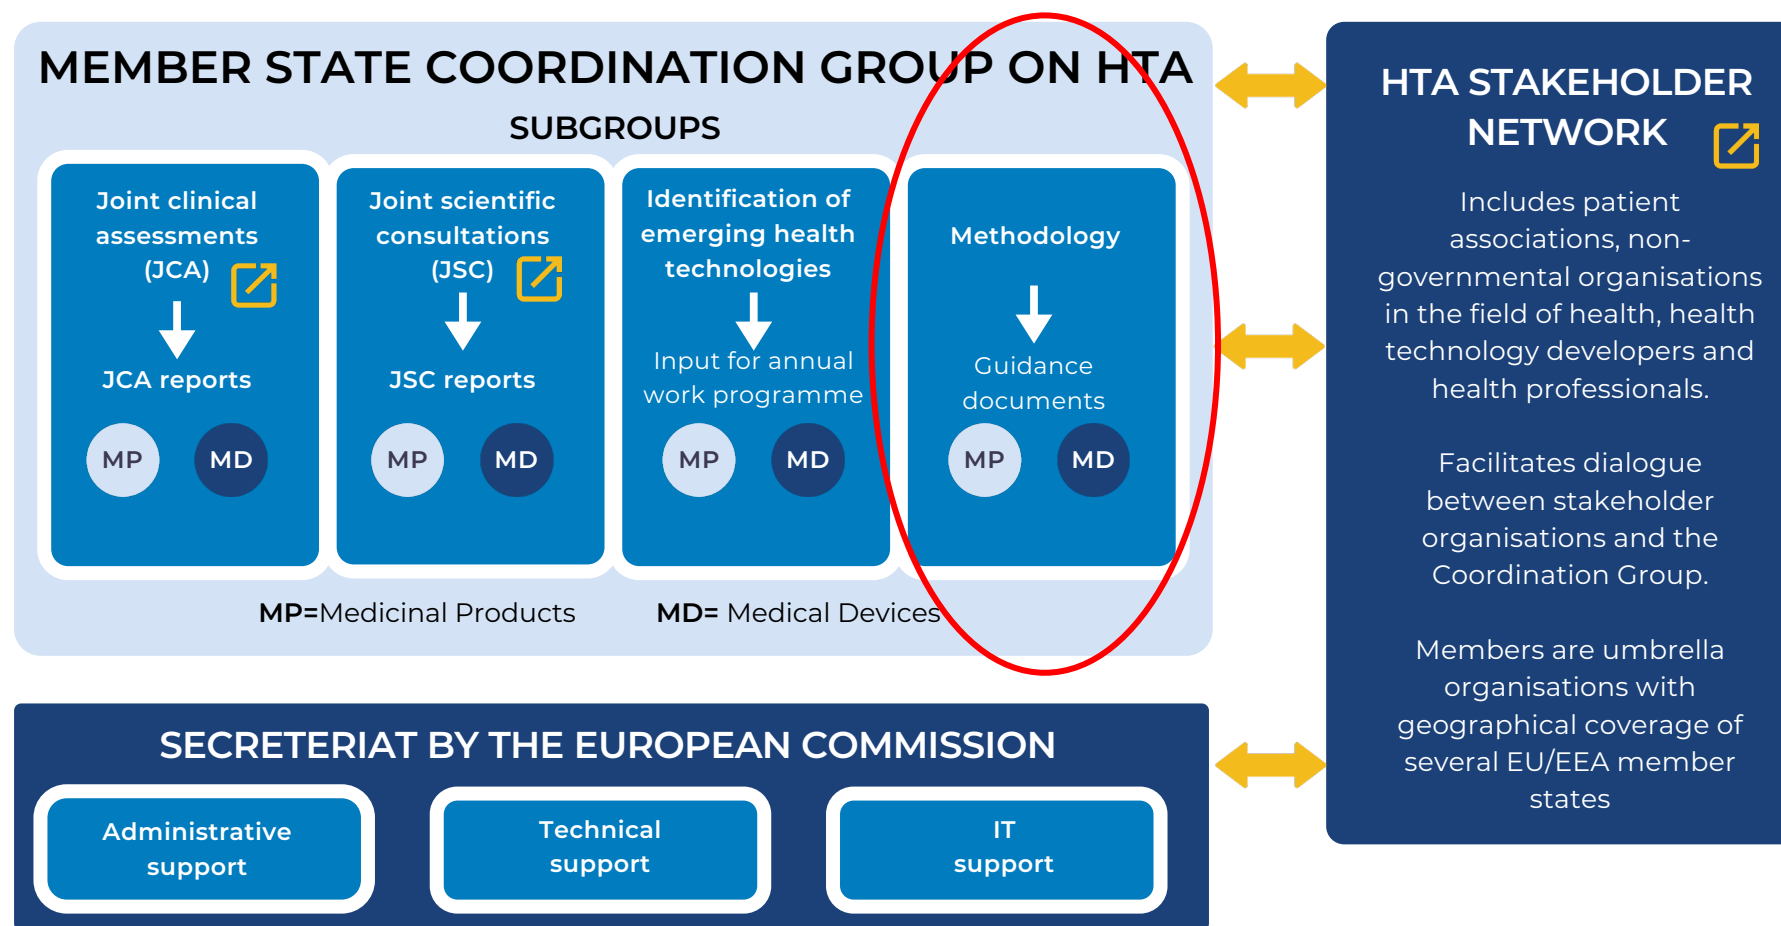 MEMBER STATE COORDINATION GROUP ON HTA
SUBGROUPS
Joint clinical
assessments
(JCA)
JCA reports
MP MD
Joint scientific
consultations
(JSC)
JSC reports
MP MD
Identification of
emerging health
technologies
Input for annual
work programme
MP MD
Methodology
Guidance
documents
MP MD
MP=Medicinal Products MD= Medical Devices
SECRETERIAT BY THE EUROPEAN COMMISSION
Administrative
support
Technical
support
IT
support
HTA STAKEHOLDER
NETWORK
Includes patient
associations, non-
governmental organisations
in the field of health, health
technology developers and
health professionals.
Facilitates dialogue
between stakeholder
organisations and the
Coordination Group.
Members are umbrella
organisations with
geographical coverage of
several EU/EEA member
states